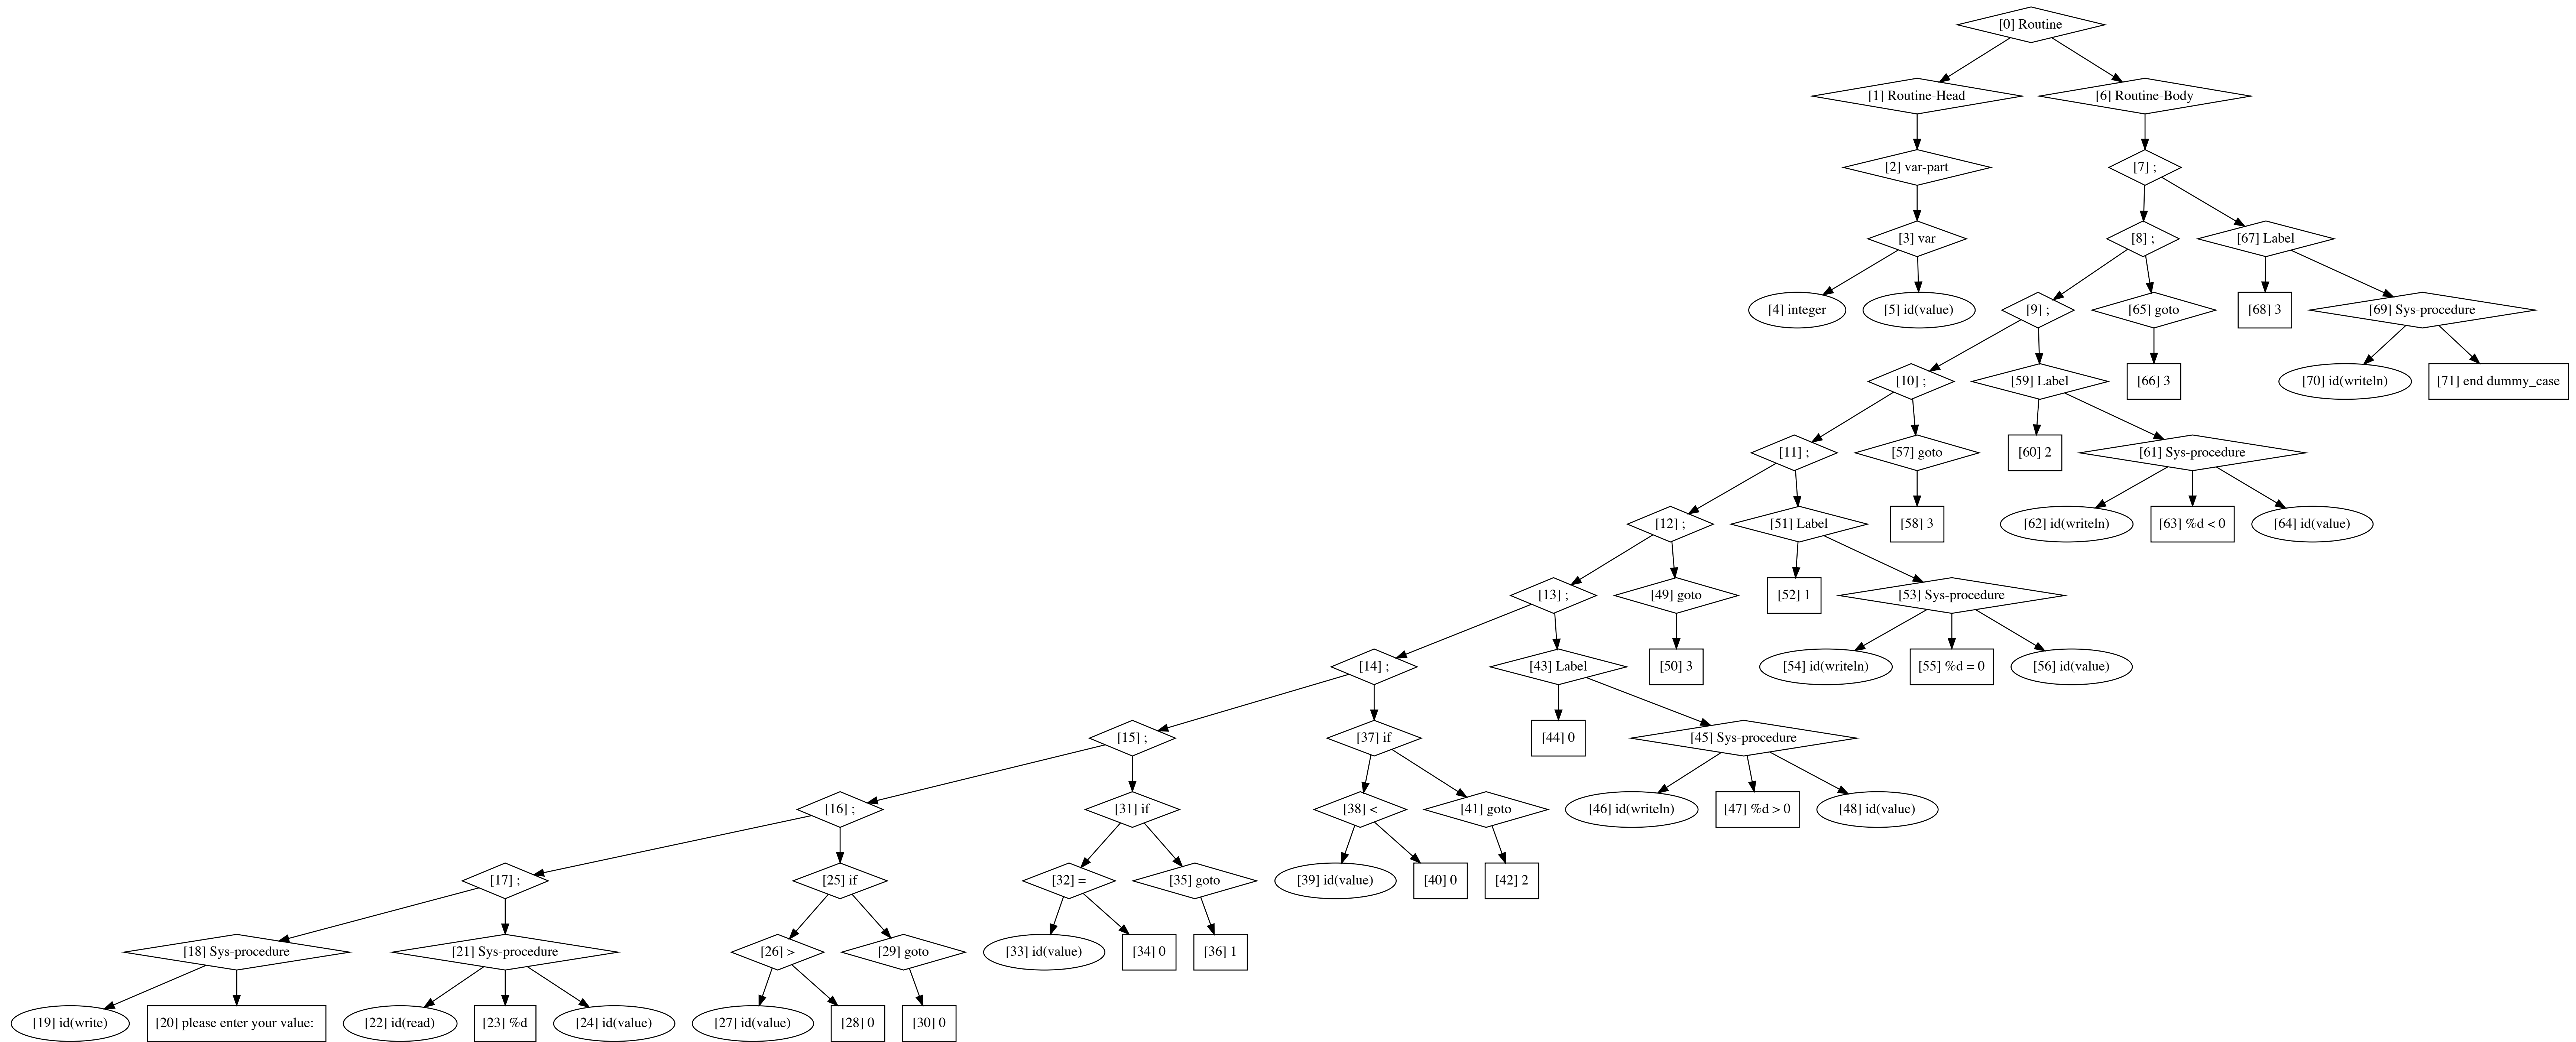 [0] Routine
[1] Routine-Head
[6] Routine-Body
[2] var-part
[7] ;
[3] var
[8] ;
[67] Label
[4] integer
[5] id(value)
[9] ;
[65] goto
[68] 3
[69] Sys-procedure
[10] ;
[59] Label
[66] 3
[70] id(writeln)
[71] end dummy_case
[11] ;
[57] goto
[60] 2
[61] Sys-procedure
[12] ;
[51] Label
[58] 3
[62] id(writeln)
[63] %d < 0
[64] id(value)
[13] ;
[49] goto
[52] 1
[53] Sys-procedure
[14] ;
[43] Label
[50] 3
[54] id(writeln)
[55] %d = 0
[56] id(value)
[15] ;
[37] if
[44] 0
[45] Sys-procedure
[16] ;
[31] if
[38] <
[41] goto
[46] id(writeln)
[47] %d > 0
[48] id(value)
[17] ;
[25] if
[32] =
[35] goto
[39] id(value)
[40] 0
[42] 2
[18] Sys-procedure
[21] Sys-procedure
[26] >
[29] goto
[33] id(value)
[34] 0
[36] 1
[19] id(write)
[20] please enter your value:
[22] id(read)
[23] %d
[24] id(value)
[27] id(value)
[28] 0
[30] 0